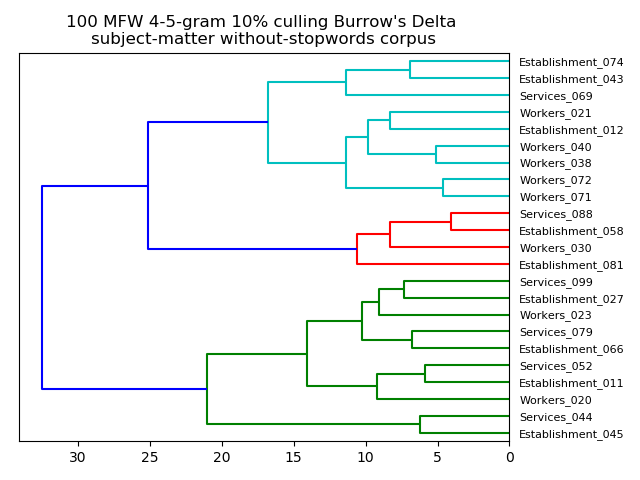 100 MFW 4-5-gram 10% culling Burrow's Delta
subject-matter without-stopwords corpus
Establishment_074
Establishment_043
Services_069
Workers_021
Establishment_012
Workers_040
Workers_038
Workers_072
Workers_071
Services_088
Establishment_058
Workers_030
Establishment_081
Services_099
Establishment_027
Workers_023
Services_079
Establishment_066
Services_052
Establishment_011
Workers_020
Services_044
Establishment_045
30 25 20 15 10 5 0